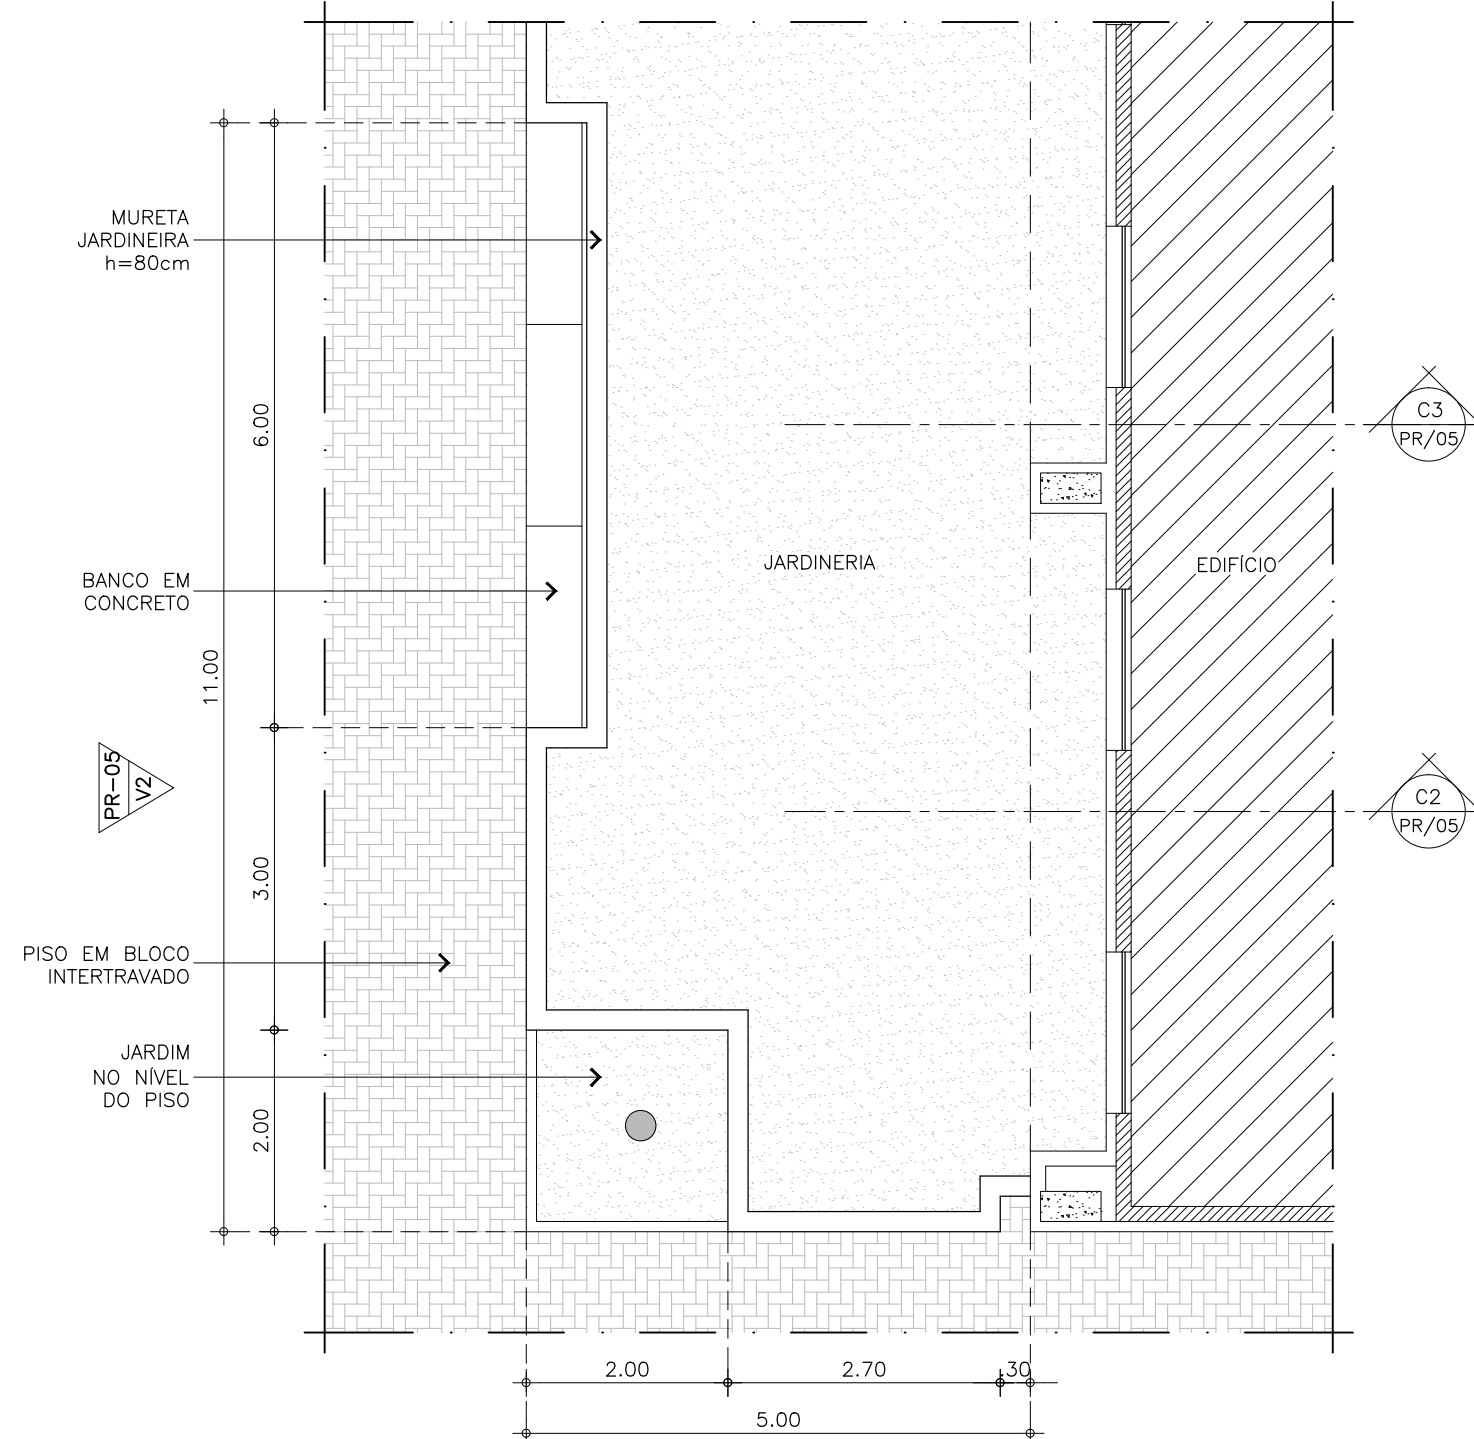 MURETA
JARDINEIRA
h=80cm
6.00
C3
PR/05
JARDINERIA
EDIFÍCIO
BANCO EM
CONCRETO
11.00
PR-05
V2
C2
PR/05
3.00
PISO EM BLOCO
INTERTRAVADO
JARDIM
NO NÍVEL
DO PISO
2.00
2.00
2.70
.30
5.00